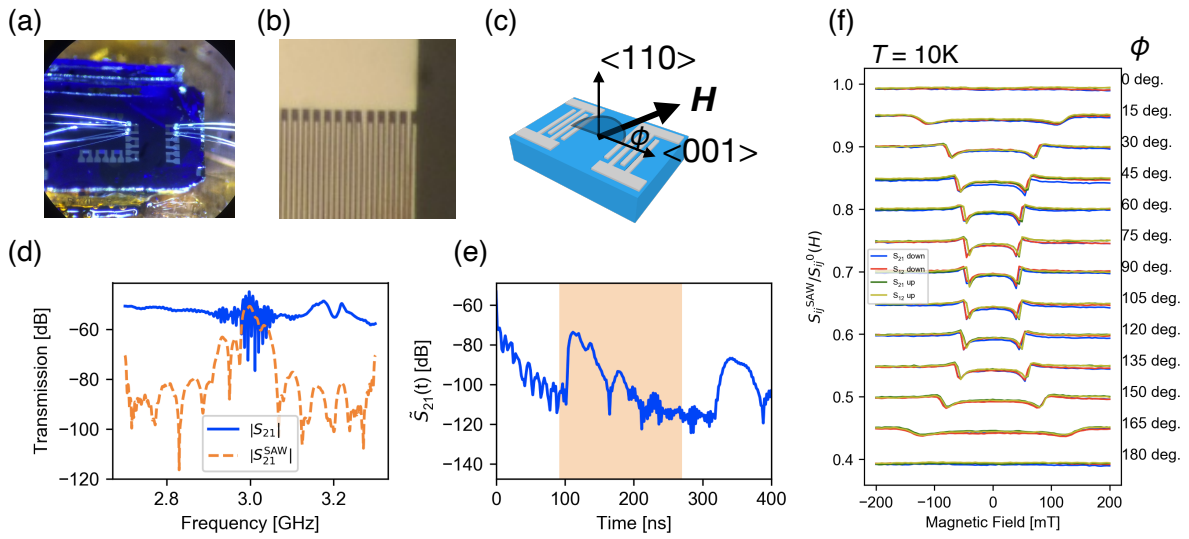 (a)
(b)
(c)
<110>
H
ϕ
<001>
(d)
Transmission [dB]
−60
−80
−100
−120
|S21|
|S21^SAW|
2.8
3.0
3.2
Frequency [GHz]
(e)
S̃21(t) [dB]
−60
−80
−100
−120
−140
0
100
200
300
400
Time [ns]
(f)
T = 10K
ϕ
Sij^SAW/Sij^0(H)
1.0
0.9
0.8
0.7
0.6
0.5
0.4
S21 down
S12 down
S21 up
S12 up
0 deg.
15 deg.
30 deg.
45 deg.
60 deg.
75 deg.
90 deg.
105 deg.
120 deg.
135 deg.
150 deg.
165 deg.
180 deg.
−200
−100
0
100
200
Magnetic Field [mT]